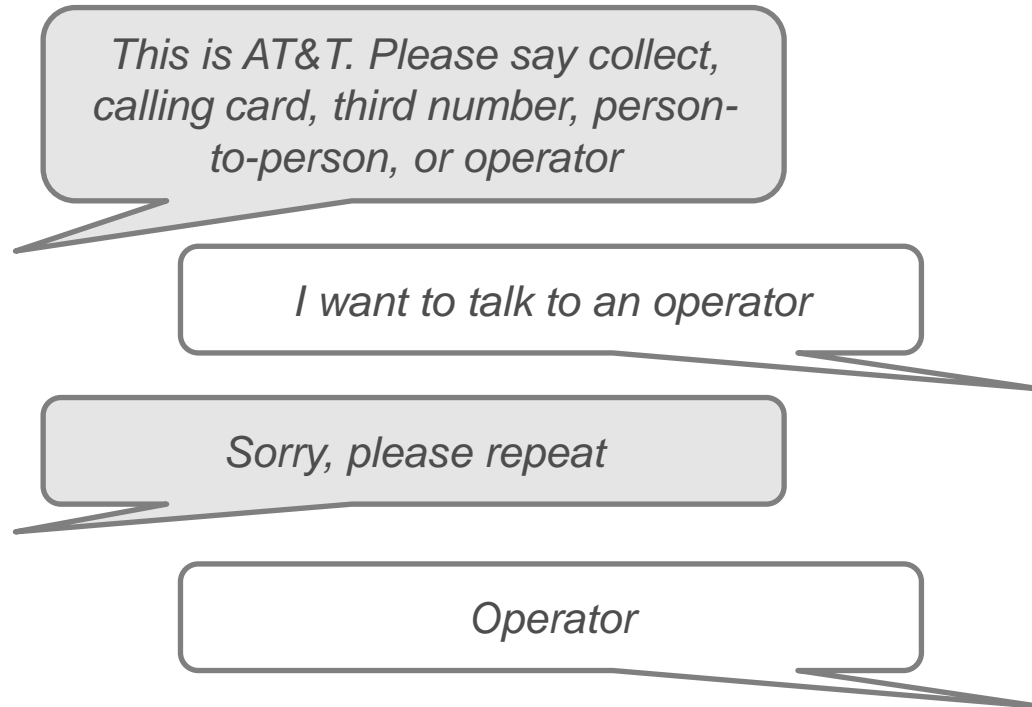 This is AT&T. Please say collect,
calling card, third number, person-
to-person, or operator
I want to talk to an operator
Sorry, please repeat
Operator